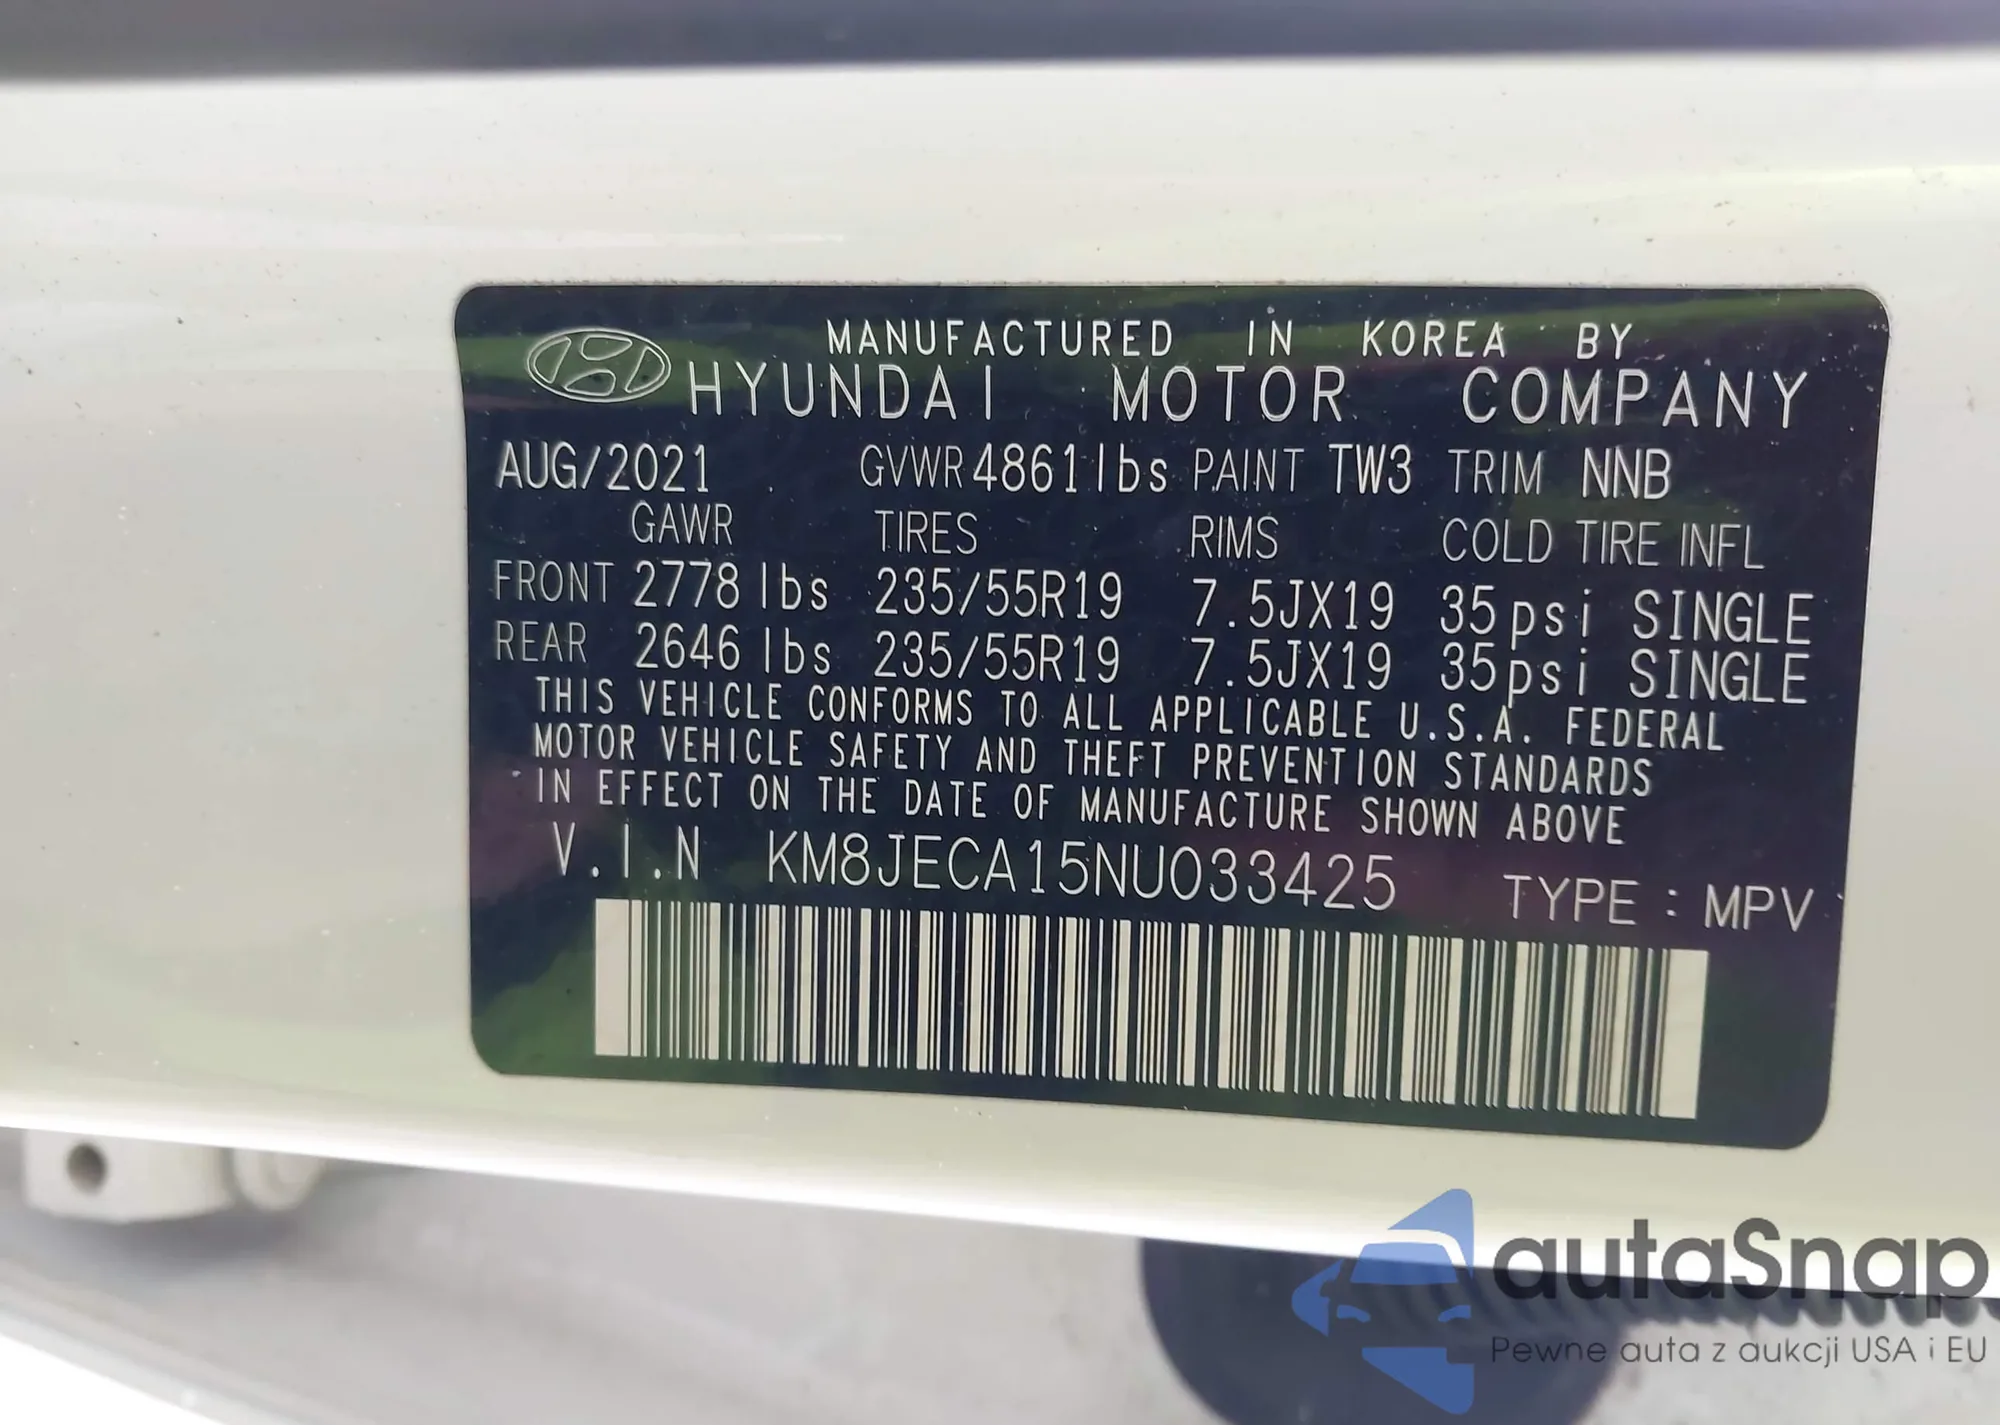 MANUFACTURED IN KOREA BY
HYUNDAI MOTOR COMPANY
AUG/2021 GVWR 4861lbs PAINT TW3 TRIM NNB
GAWR TIRES RIMS COLD TIRE INFL
FRONT 2778 lbs 235/55R19 7.5JX19 35psi SINGLE
REAR 2646 lbs 235/55R19 7.5JX19 35psi SINGLE
THIS VEHICLE CONFORMS TO ALL APPLICABLE U.S.A. FEDERAL
MOTOR VEHICLE SAFETY AND THEFT PREVENTION STANDARDS
IN EFFECT ON THE DATE OF MANUFACTURE SHOWN ABOVE
V.I.N KM8JECA15NU033425 TYPE : MPV
autaSnap
Pewne auta z aukcji USA i EU